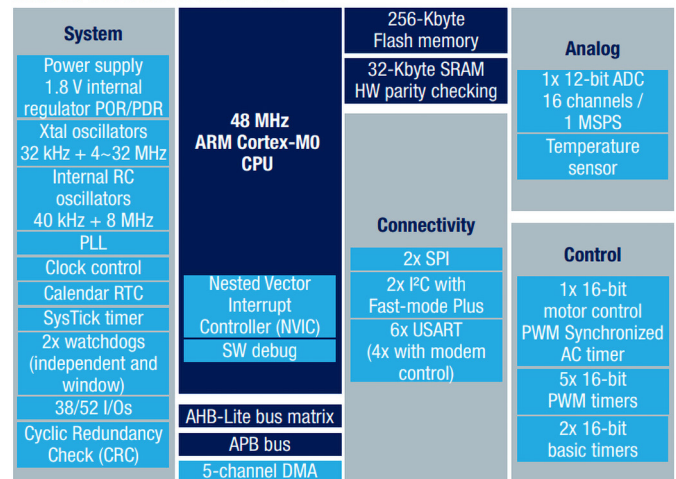 System
Power supply
1.8 V internal
regulator POR/PDR
Xtal oscillators
32 kHz + 4~32 MHz
Internal RC
oscillators
40 kHz + 8 MHz
PLL
Clock control
Calendar RTC
SysTick timer
2x watchdogs
(independent and
window)
38/52 I/Os
Cyclic Redundancy
Check (CRC)
48 MHz
ARM Cortex-M0
CPU
Nested Vector
Interrupt
Controller (NVIC)
SW debug
AHB-Lite bus matrix
APB bus
5-channel DMA
256-Kbyte
Flash memory
32-Kbyte SRAM
HW parity checking
Connectivity
2x SPI
2x I²C with
Fast-mode Plus
6x USART
(4x with modem
control)
Analog
1x 12-bit ADC
16 channels /
1 MSPS
Temperature
sensor
Control
1x 16-bit
motor control
PWM Synchronized
AC timer
5x 16-bit
PWM timers
2x 16-bit
basic timers